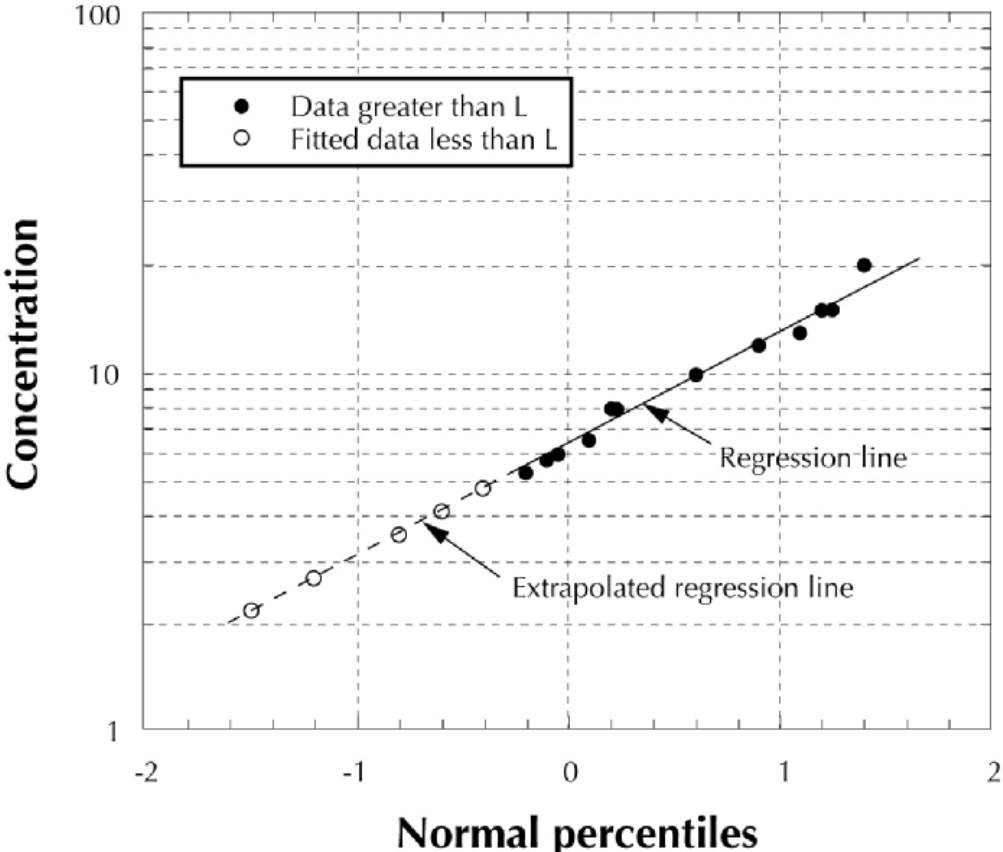 100
Data greater than L
Fitted data less than L
Concentration
10
Regression line
Extrapolated regression line
1
-2 -1 0 1 2
Normal percentiles